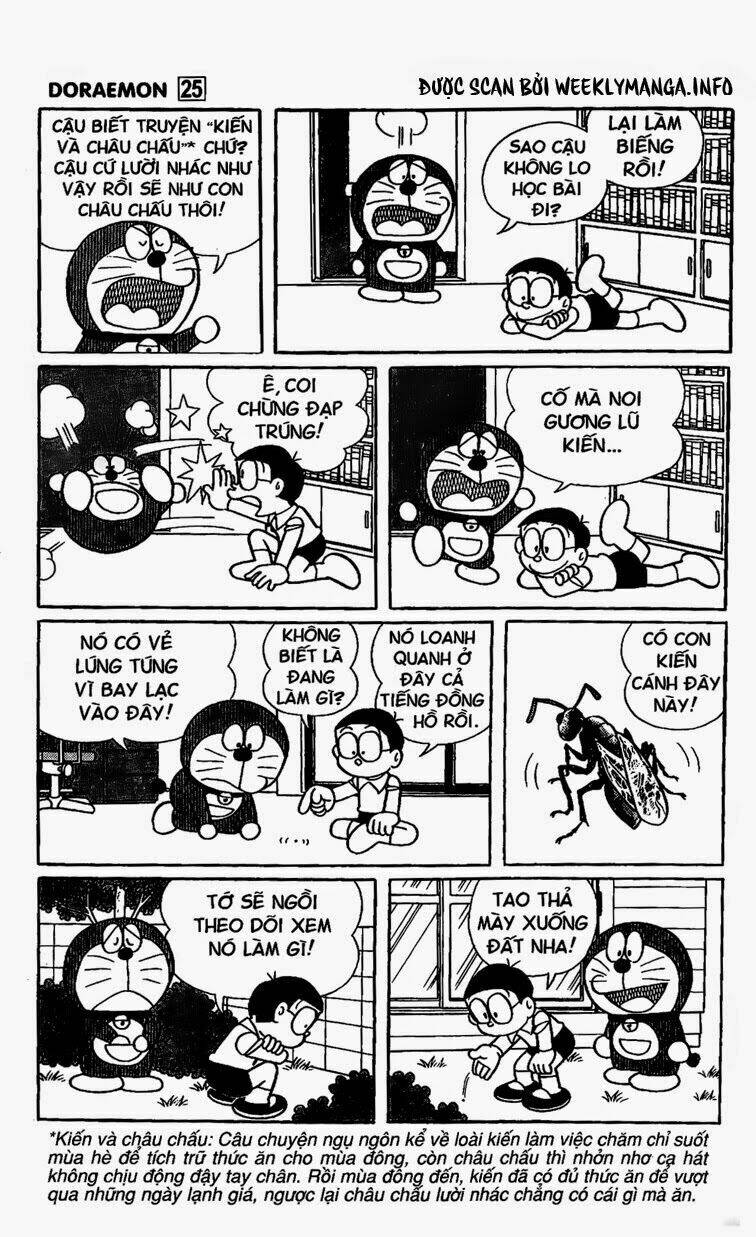 DORAEMON 25
ĐƯỢC SCAN BỞI WEEKLYMANGA.INFO
LẠI LÀM
BIẾNG
RỒI!
SAO CẬU
KHÔNG LO
HỌC BÀI
ĐI?
CẬU BIẾT TRUYỆN "KIẾN
VÀ CHÂU CHẤU"* CHỨ?
CẬU CỨ LƯỜI NHÁC NHƯ
VẬY RỒI SẼ NHƯ CON
CHÂU CHẤU THÔI!
CỐ MÀ NOI
GƯƠNG LŨ
KIẾN...
Ê, COI
CHỪNG ĐẠP
TRÚNG!
CÓ CON
KIẾN
CÁNH ĐÂY
NÀY!
NÓ LOANH
QUANH Ở
ĐÂY CẢ
TIẾNG ĐỒNG
HỒ RỒI.
KHÔNG
BIẾT LÀ
ĐANG
LÀM GÌ?
NÓ CÓ VẺ
LÚNG TÚNG
VÌ BAY LẠC
VÀO ĐÂY!
TAO THẢ
MÀY XUỐNG
ĐẤT NHA!
TỚ SẼ NGỒI
THEO DÕI XEM
NÓ LÀM GÌ!
*Kiến và châu chấu: Câu chuyện ngụ ngôn kể về loài kiến làm việc chăm chỉ suốt
mùa hè để tích trữ thức ăn cho mùa đông, còn châu chấu thì nhởn nhơ ca hát
không chịu động đậy tay chân. Rồi mùa đông đến, kiến đã có đủ thức ăn để vượt
qua những ngày lạnh giá, ngược lại châu chấu lười nhác chẳng có cái gì mà ăn.